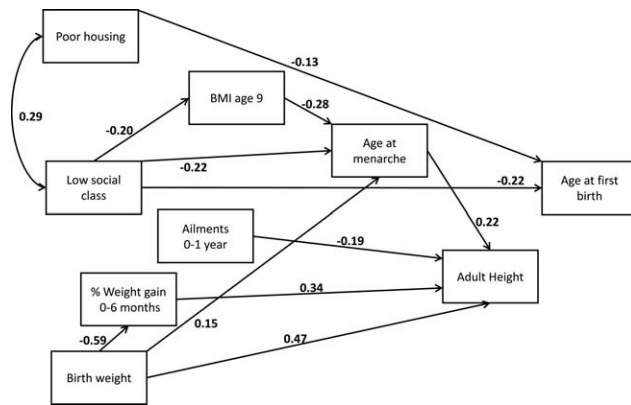 Poor housing
-0.13
BMI age 9
-0.28
0.29
-0.20
Age at
menarche
Low social
class
-0.22
-0.22
Age at first
birth
Ailments
0-1 year
0.22
-0.19
Adult Height
% Weight gain
0-6 months
0.34
0.15
-0.59
0.47
Birth weight